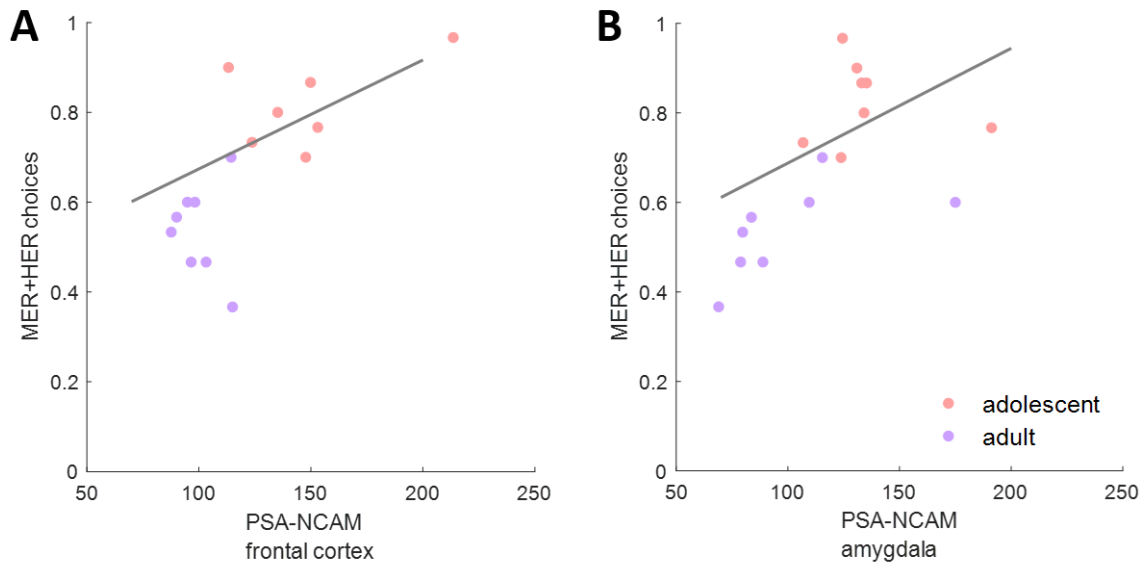 A
MER+HER choices
1
0.8
0.6
0.4
0.2
0
50
100
150
200
250
PSA-NCAM
frontal cortex
B
MER+HER choices
1
0.8
0.6
0.4
0.2
0
50
100
150
200
250
PSA-NCAM
amygdala
adolescent
adult